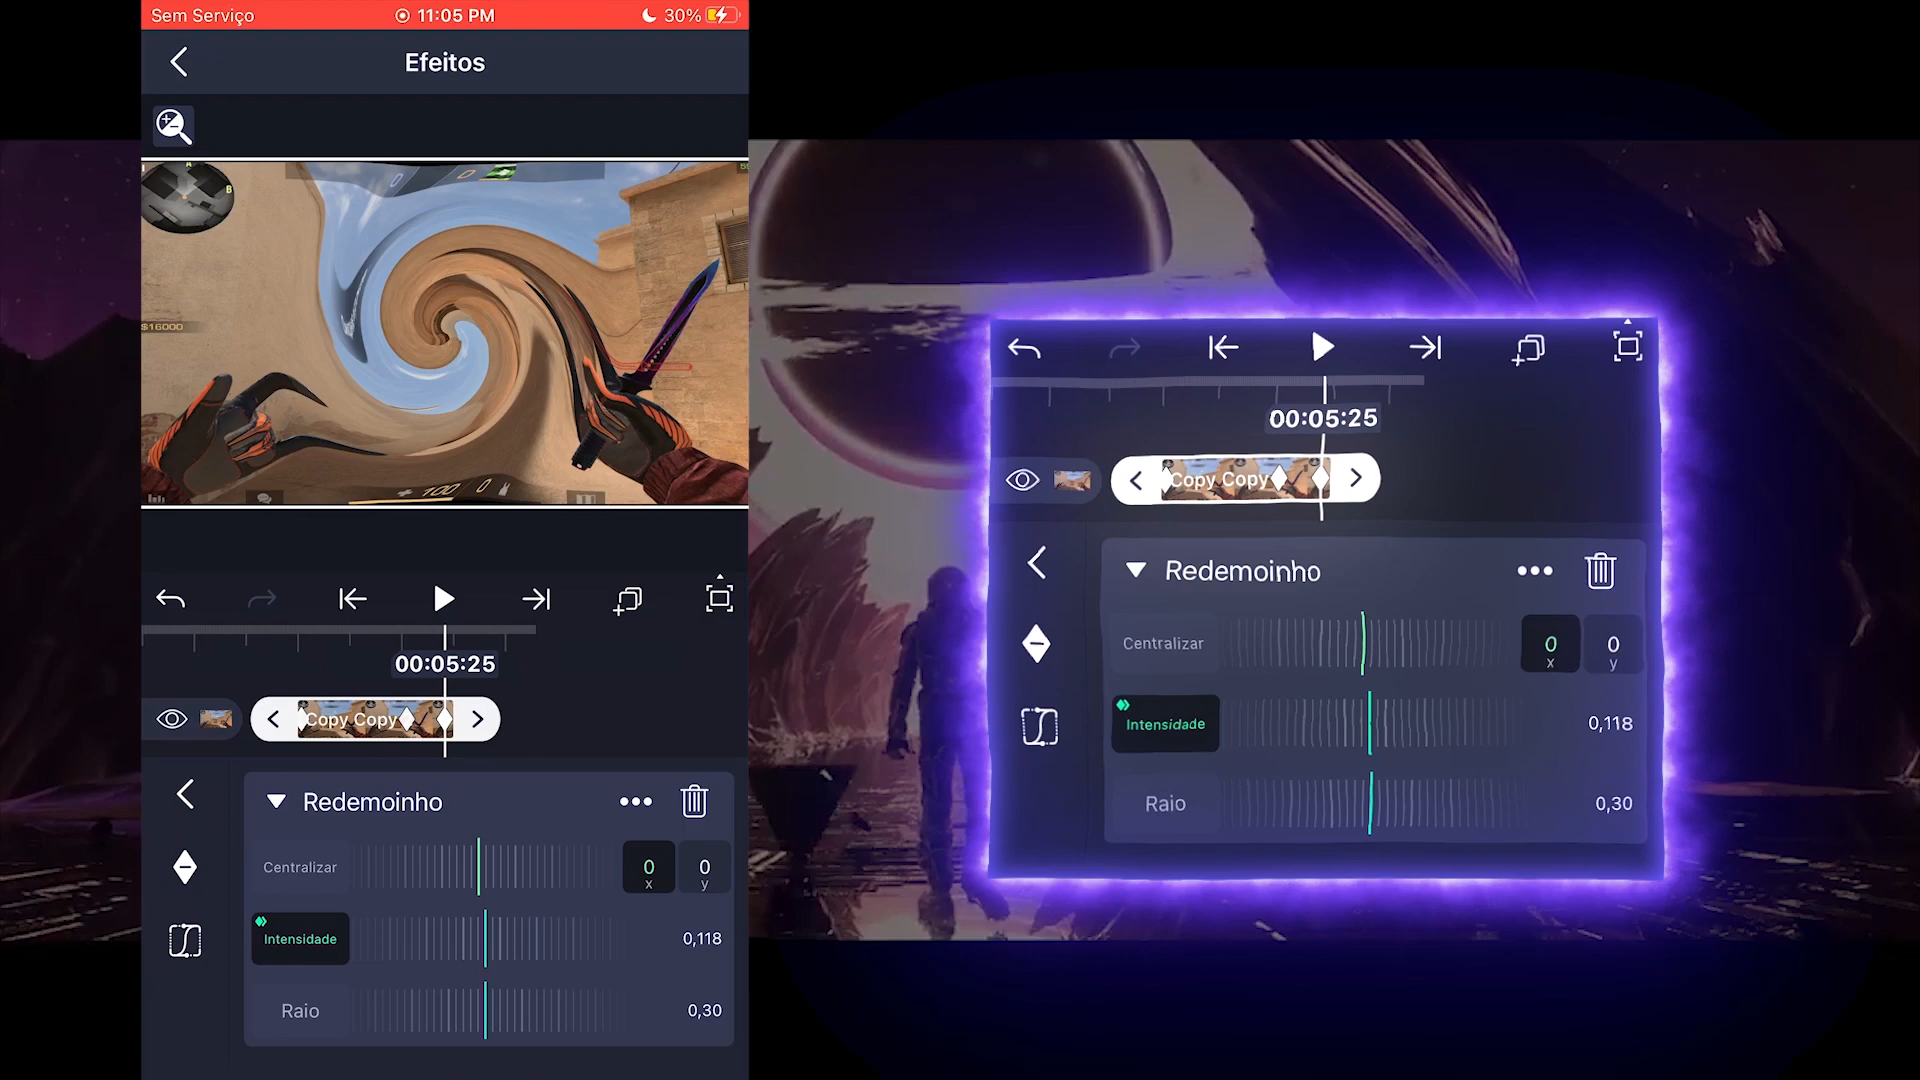 Sem Serviço
11:05 PM
30%
Efeitos
A
B
$16000
100
0
00:05:25
Copy Copy
Redemoinho
Centralizar
0
x
0
y
Intensidade
0,118
Raio
0,30
00:05:25
Copy Copy
Redemoinho
Centralizar
0
x
0
y
Intensidade
0,118
Raio
0,30